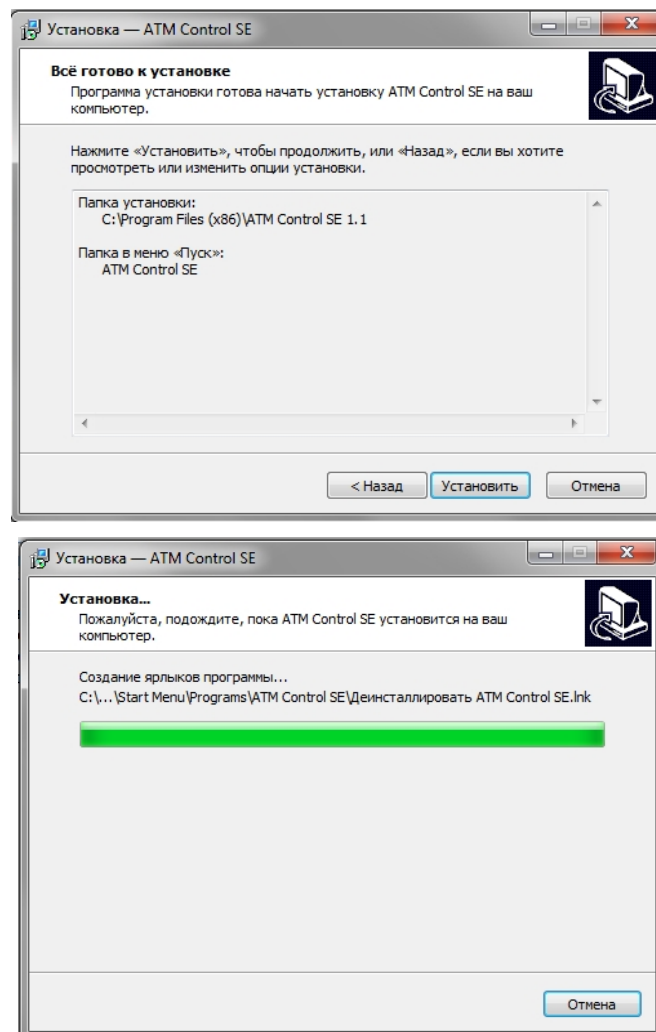 Установка — ATM Control SE
Всё готово к установке
Программа установки готова начать установку ATM Control SE на ваш
компьютер.
Нажмите «Установить», чтобы продолжить, или «Назад», если вы хотите
просмотреть или изменить опции установки.
Папка установки:
C:\Program Files (x86)\ATM Control SE 1.1
Папка в меню «Пуск»:
ATM Control SE
< Назад Установить Отмена
Установка — ATM Control SE
Установка...
Пожалуйста, подождите, пока ATM Control SE установится на ваш
компьютер.
Создание ярлыков программы...
C:\...\Start Menu\Programs\ATM Control SE\Деинсталлировать ATM Control SE.lnk
Отмена